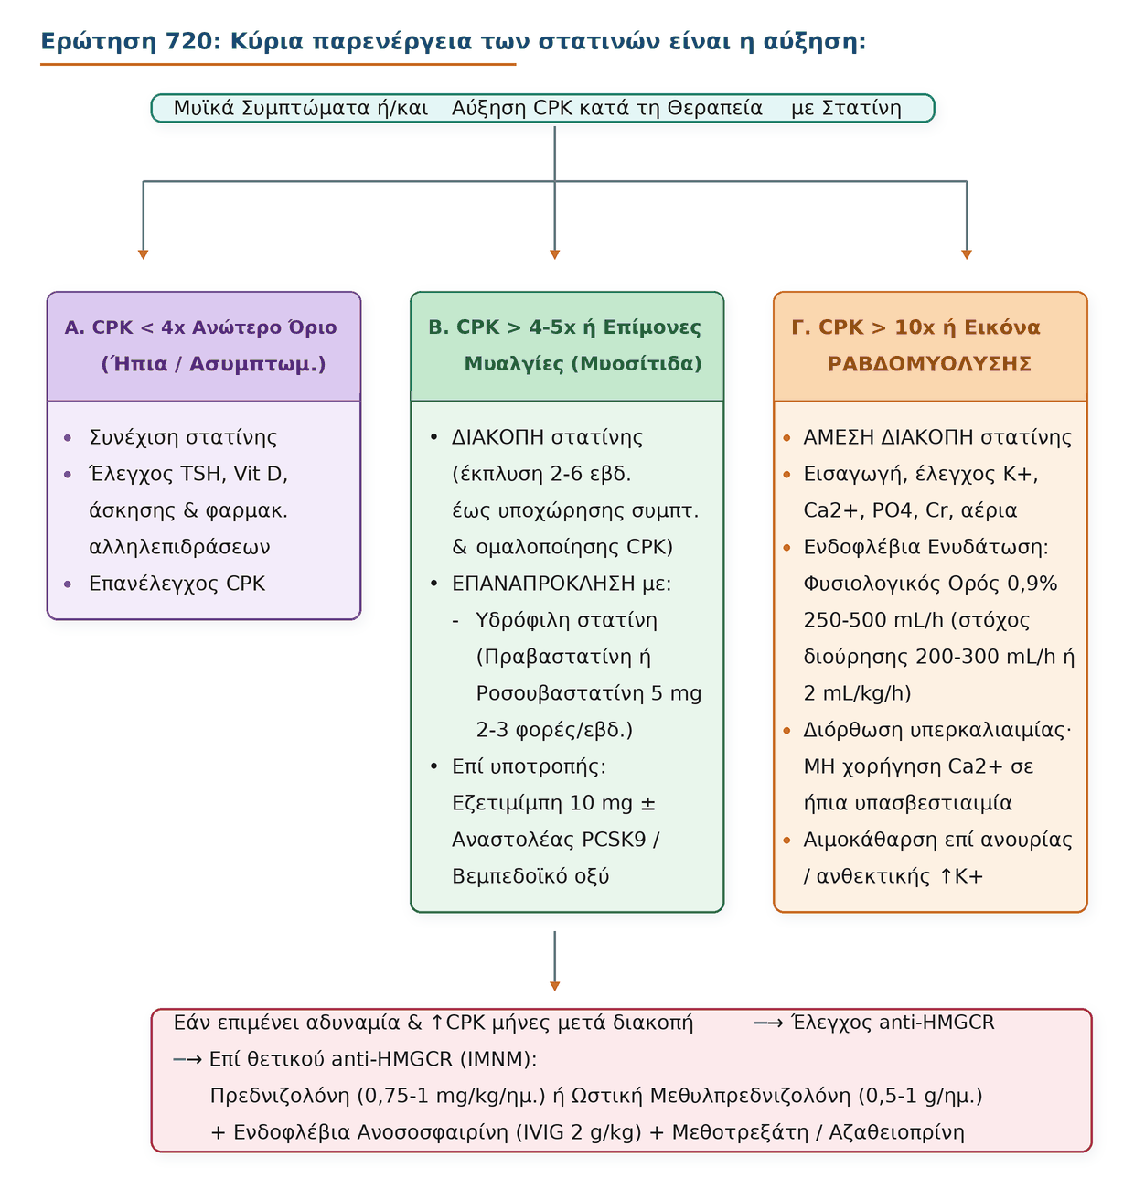 Ερώτηση 720: Κύρια παρενέργεια των στατινών είναι η αύξηση:
Μυϊκά Συμπτώματα ή/και Αύξηση CPK κατά τη Θεραπεία με Στατίνη
Α. CPK < 4x Ανώτερο Όριο
(Ήπια / Ασυμπτωμ.)
• Συνέχιση στατίνης
• Έλεγχος TSH, Vit D,
άσκησης & φαρμακ.
αλληλεπιδράσεων
• Επανέλεγχος CPK
Β. CPK > 4-5x ή Επίμονες
Μυαλγίες (Μυοσίτιδα)
• ΔΙΑΚΟΠΗ στατίνης
(έκπλυση 2-6 εβδ.
έως υποχώρησης συμπτ.
& ομαλοποίησης CPK)
• ΕΠΑΝΑΠΡΟΚΛΗΣΗ με:
- Υδρόφιλη στατίνη
(Πραβαστατίνη ή
Ροσουβαστατίνη 5 mg
2-3 φορές/εβδ.)
• Επί υποτροπής:
Εζετιμίμπη 10 mg ±
Αναστολέας PCSK9 /
Βεμπεδοϊκό οξύ
Γ. CPK > 10x ή Εικόνα
ΡΑΒΔΟΜΥΟΛΥΣΗΣ
• ΑΜΕΣΗ ΔΙΑΚΟΠΗ στατίνης
• Εισαγωγή, έλεγχος K+,
Ca2+, PO4, Cr, αέρια
• Ενδοφλέβια Ενυδάτωση:
Φυσιολογικός Ορός 0,9%
250-500 mL/h (στόχος
διούρησης 200-300 mL/h ή
2 mL/kg/h)
• Διόρθωση υπερκαλιαιμίας·
ΜΗ χορήγηση Ca2+ σε
ήπια υπασβεστιαιμία
• Αιμοκάθαρση επί ανουρίας
/ ανθεκτικής ↑K+
Εάν επιμένει αδυναμία & ↑CPK μήνες μετά διακοπή —→ Έλεγχος anti-HMGCR
—→ Επί θετικού anti-HMGCR (IMNM):
Πρεδνιζολόνη (0,75-1 mg/kg/ημ.) ή Ωστική Μεθυλπρεδνιζολόνη (0,5-1 g/ημ.)
+ Ενδοφλέβια Ανοσοσφαιρίνη (IVIG 2 g/kg) + Μεθοτρεξάτη / Αζαθειοπρίνη